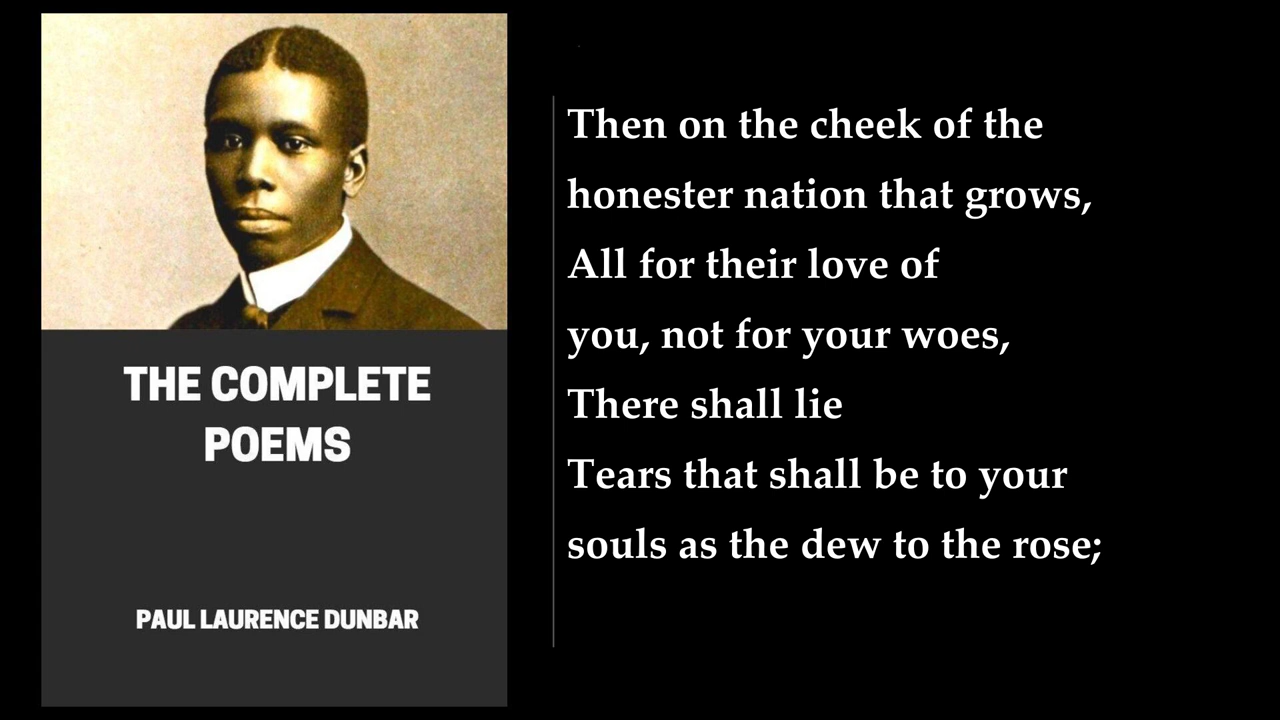 THE COMPLETE
POEMS
PAUL LAURENCE DUNBAR
Then on the cheek of the
honester nation that grows,
All for their love of
you, not for your woes,
There shall lie
Tears that shall be to your
souls as the dew to the rose;